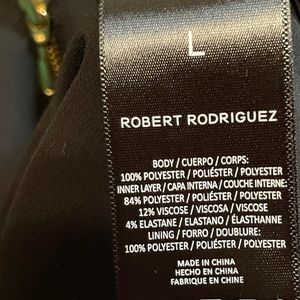 L
ROBERT RODRIGUEZ
BODY / CUERPO / CORPS:
100% POLYESTER / POLIÉSTER / POLYESTER
INNER LAYER / CAPA INTERNA / COUCHE INTERNE:
84% POLYESTER / POLIÉSTER / POLYESTER
12% VISCOSE / VISCOSA / VISCOSE
4% ELASTANE / ELASTANO / ÉLASTHANNE
LINING / FORRO / DOUBLURE:
100% POLYESTER / POLIÉSTER / POLYESTER
MADE IN CHINA
HECHO EN CHINA
FABRIQUE EN CHINE